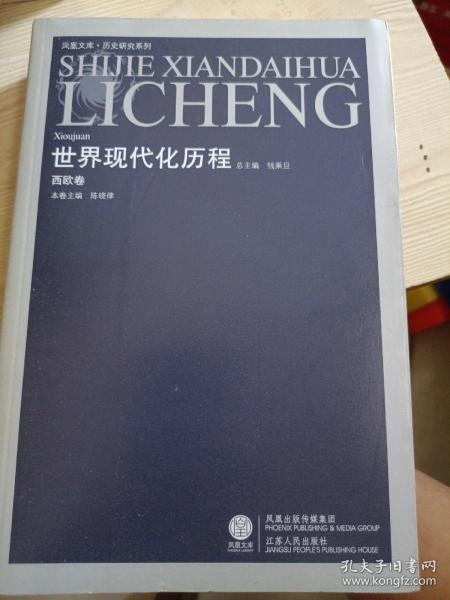 凤凰文库·历史研究系列
SHIJIE XIANDAIHUA
LICHENG
Xioujuan
世界现代化历程 总主编 钱乘旦
西欧卷
本卷主编 陈晓律
凤凰文库
PHOENIX LIBRARY
凤凰出版传媒集团
PHOENIX PUBLISHING & MEDIA GROUP
江苏人民出版社
JIANGSU PEOPLE'S PUBLISHING HOUSE
孔夫子旧书网
www.kongfz.com